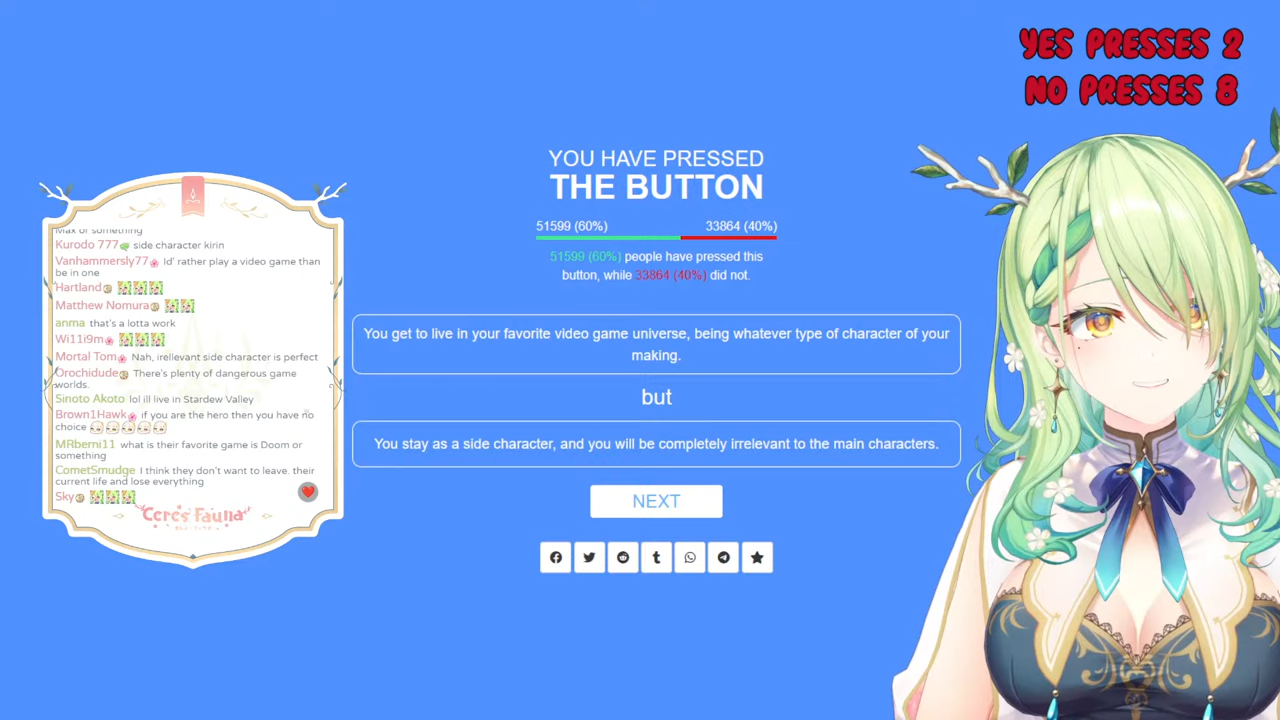 YES PRESSES 2
NO PRESSES 8
YOU HAVE PRESSED
THE BUTTON
51599 (60%) 33864 (40%)
51599 (60%) people have pressed this
button, while 33864 (40%) did not.
You get to live in your favorite video game universe, being whatever type of character of your
making.
but
You stay as a side character, and you will be completely irrelevant to the main characters.
NEXT
Max or something
Kurodo 777 side character kirin
Vanhammersly77 Id' rather play a video game than
be in one
Hartland
Matthew Nomura
anma that's a lotta work
Wi11i9m
Mortal Tom Nah, irellevant side character is perfect
Orochidude There's plenty of dangerous game
worlds.
Sinoto Akoto lol ill live in Stardew Valley
Brown1Hawk if you are the hero then you have no
choice
MRberni11 what is their favorite game is Doom or
something
CometSmudge I think they don't want to leave. their
current life and lose everything
Sky
Ceres Fauna